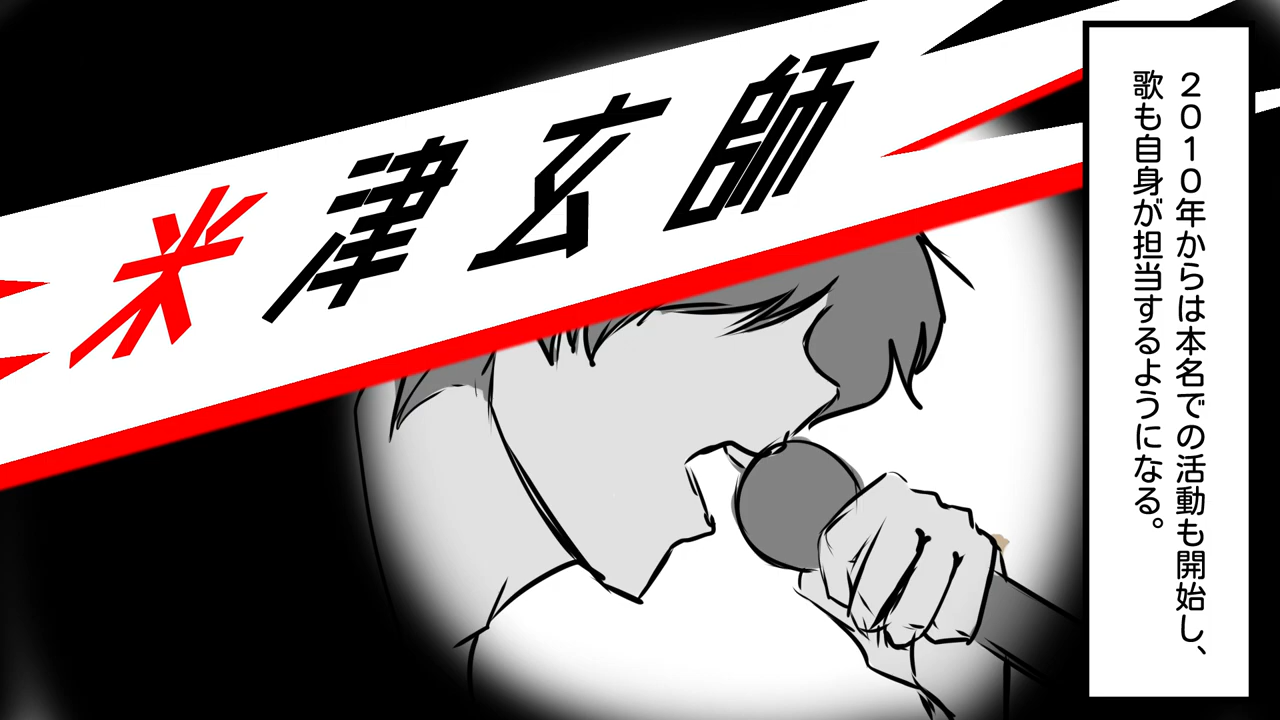 米津玄師
２０１０年からは本名での活動も開始し、
歌も自身が担当するようになる。